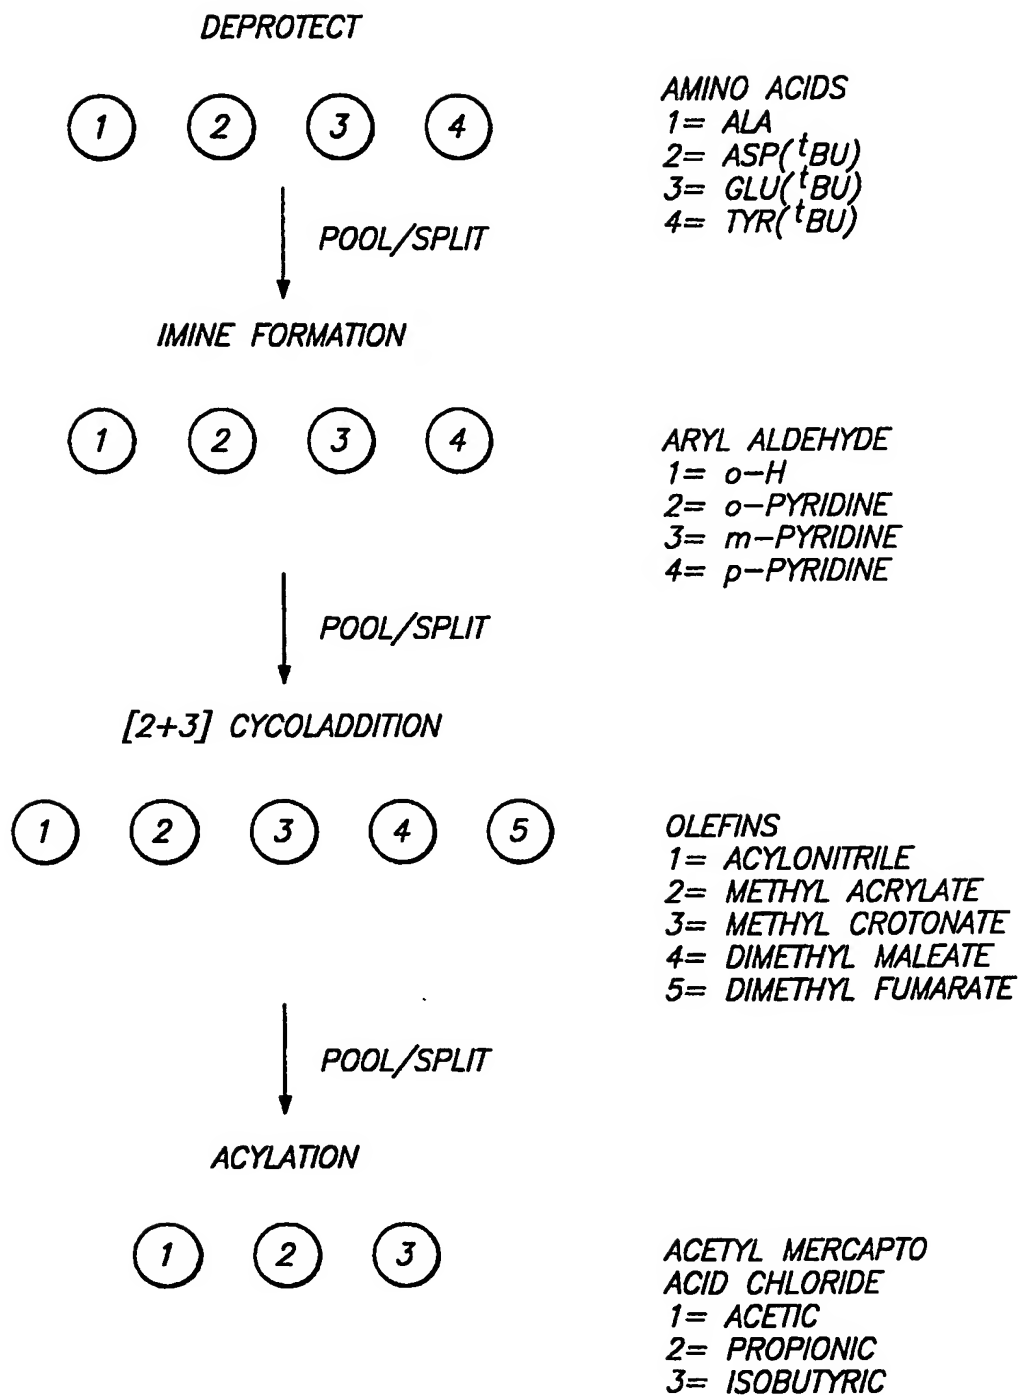 DEPROTECT
1 2 3 4
AMINO ACIDS
1= ALA
2= ASP(tBU)
3= GLU(tBU)
4= TYR(tBU)
POOL/SPLIT
IMINE FORMATION
1 2 3 4
ARYL ALDEHYDE
1= o-H
2= o-PYRIDINE
3= m-PYRIDINE
4= p-PYRIDINE
POOL/SPLIT
[2+3] CYCOLADDITION
1 2 3 4 5
OLEFINS
1= ACYLONITRILE
2= METHYL ACRYLATE
3= METHYL CROTONATE
4= DIMETHYL MALEATE
5= DIMETHYL FUMARATE
POOL/SPLIT
ACYLATION
1 2 3
ACETYL MERCAPTO
ACID CHLORIDE
1= ACETIC
2= PROPIONIC
3= ISOBUTYRIC